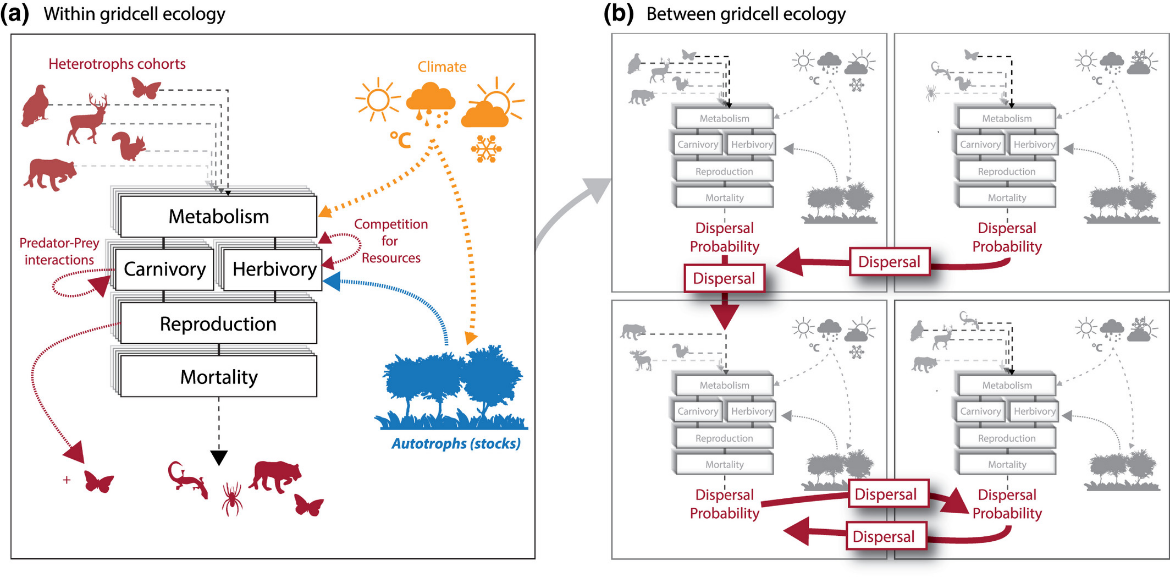 (a) Within gridcell ecology
Heterotrophs cohorts
Climate
°C
Metabolism
Predator-Prey
interactions
Competition
for
Resources
Carnivory
Herbivory
Reproduction
Mortality
Autotrophs (stocks)
+
(b) Between gridcell ecology
°C
Metabolism
Carnivory
Herbivory
Reproduction
Mortality
Dispersal
Probability
Dispersal
°C
Metabolism
Carnivory
Herbivory
Reproduction
Mortality
Dispersal
Probability
Dispersal
°C
Metabolism
Carnivory
Herbivory
Reproduction
Mortality
Dispersal
Probability
Dispersal
°C
Metabolism
Carnivory
Herbivory
Reproduction
Mortality
Dispersal
Probability
Dispersal